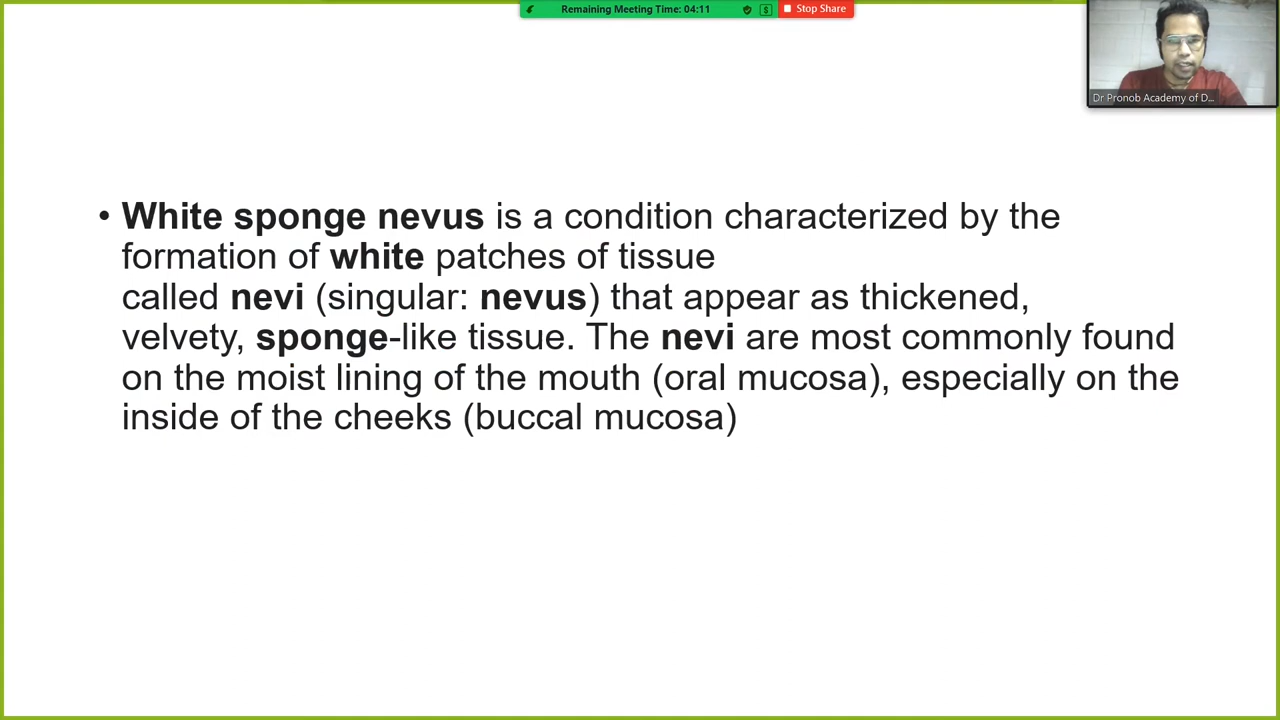 Remaining Meeting Time: 04:11
Stop Share
Dr Pronob Academy of D...
• White sponge nevus is a condition characterized by the
formation of white patches of tissue
called nevi (singular: nevus) that appear as thickened,
velvety, sponge-like tissue. The nevi are most commonly found
on the moist lining of the mouth (oral mucosa), especially on the
inside of the cheeks (buccal mucosa)